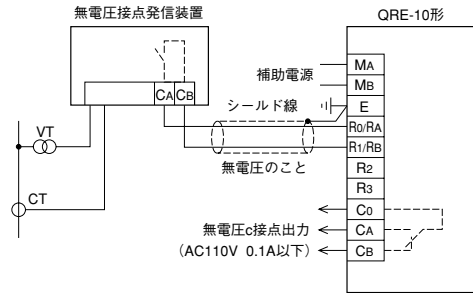 無電圧接点発信装置
QRE-10形
CA CB
VT
CT
補助電源
シールド線
無電圧のこと
無電圧c接点出力
(AC110V 0.1A以下)
MA
MB
E
R0/RA
R1/RB
R2
R3
C0
CA
CB